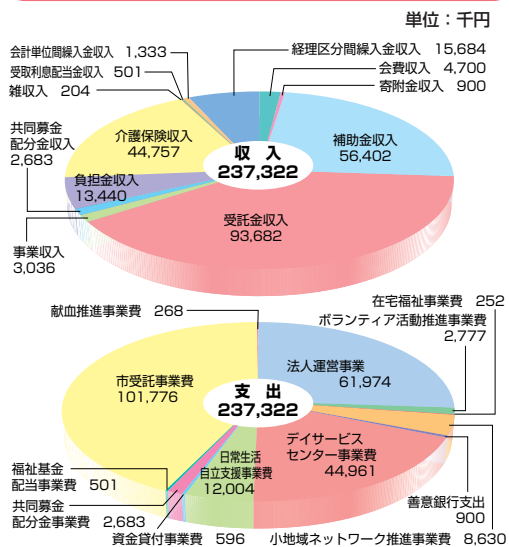 単位：千円
会計単位間繰入金収入 1,333
受取利息配当金収入 501
雑収入 204
経理区分間繰入金収入 15,684
会費収入 4,700
寄附金収入 900
共同募金
配分金収入
2,683
介護保険収入
44,757
収 入
237,322
補助金収入
56,402
負担金収入
13,440
受託金収入
93,682
事業収入
3,036
献血推進事業費 268
在宅福祉事業費 252
ボランティア活動推進事業費
2,777
法人運営事業
61,974
市受託事業費
101,776
支 出
237,322
デイサービス
センター事業費
44,961
日常生活
自立支援事業費
12,004
福祉基金
配当事業費 501
共同募金
配分金事業費 2,683
資金貸付事業費 596
善意銀行支出
900
小地域ネットワーク推進事業費 8,630